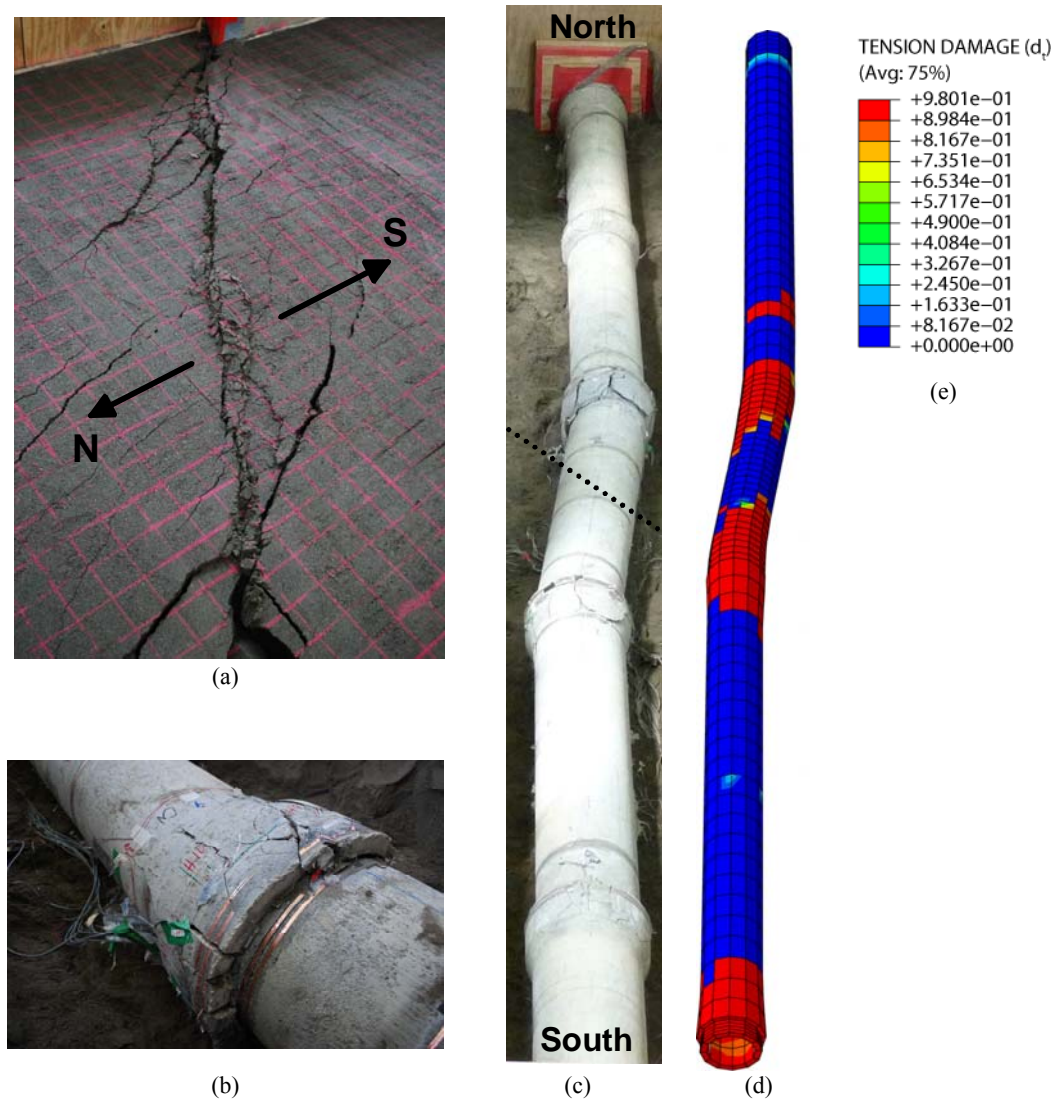 North
TENSION DAMAGE (dt)
(Avg: 75%)
+9.801e−01
+8.984e−01
+8.167e−01
+7.351e−01
+6.534e−01
+5.717e−01
+4.900e−01
+4.084e−01
+3.267e−01
+2.450e−01
+1.633e−01
+8.167e−02
+0.000e+00
(e)
S
N
(a)
South
(b)
(c)
(d)